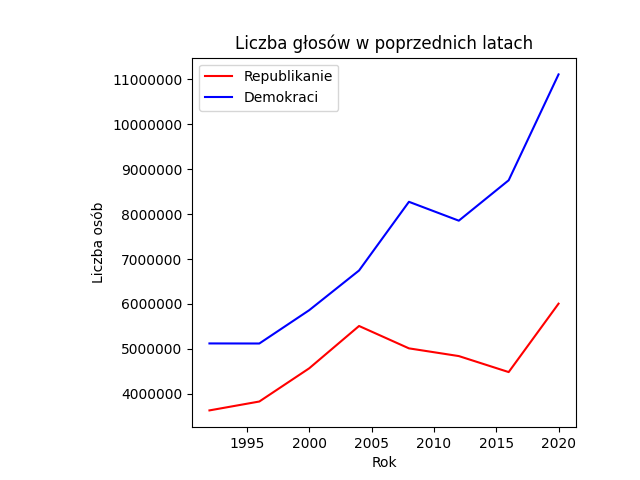 Liczba głosów w poprzednich latach
Republikanie
Demokraci
11000000
10000000
9000000
8000000
7000000
6000000
5000000
4000000
Liczba osób
1995 2000 2005 2010 2015 2020
Rok